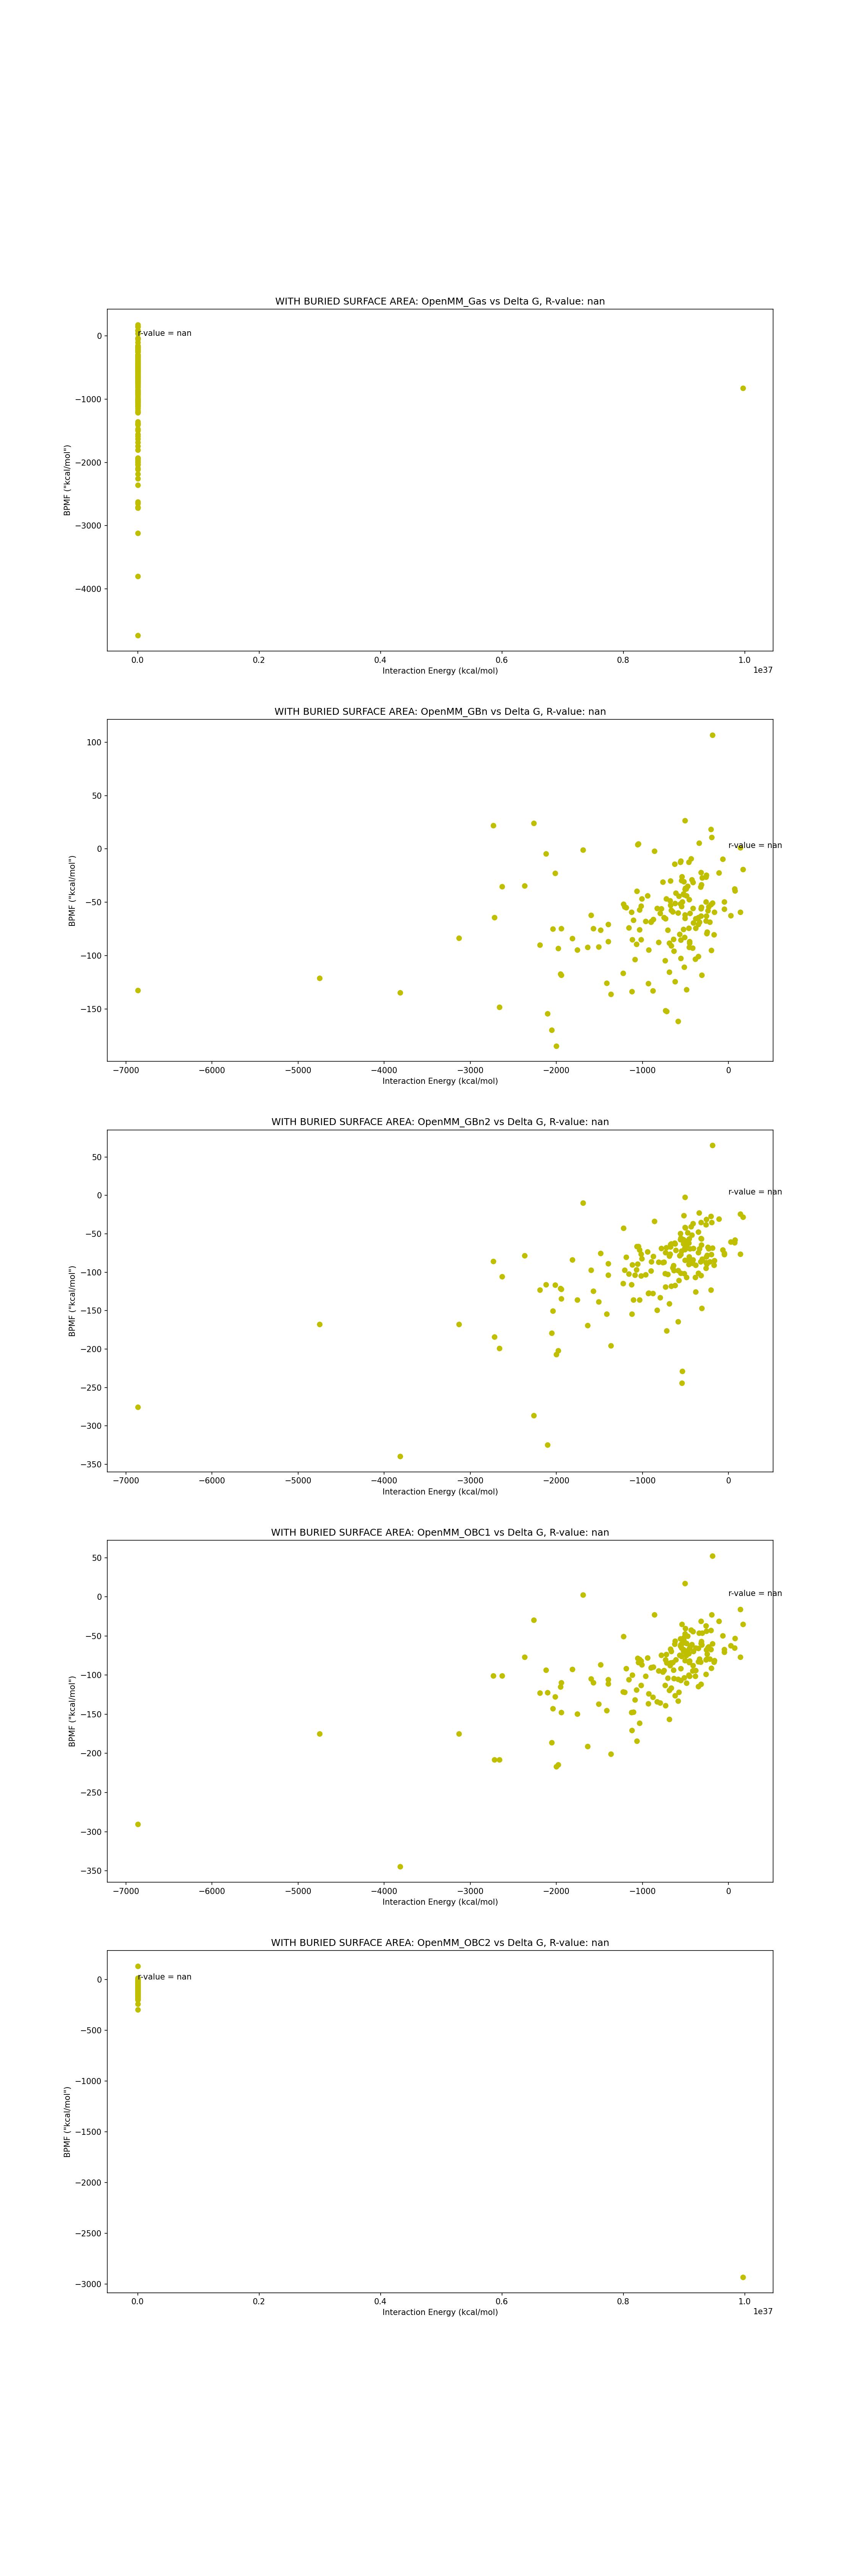 WITH BURIED SURFACE AREA: OpenMM_Gas vs Delta G, R-value: nan
0
r-value = nan
−1000
−2000
−3000
−4000
BPMF ("kcal/mol")
0.0 0.2 0.4 0.6 0.8 1.0
Interaction Energy (kcal/mol)
1e37
WITH BURIED SURFACE AREA: OpenMM_GBn vs Delta G, R-value: nan
100
50
0
r-value = nan
−50
−100
−150
BPMF ("kcal/mol")
−7000 −6000 −5000 −4000 −3000 −2000 −1000 0
Interaction Energy (kcal/mol)
WITH BURIED SURFACE AREA: OpenMM_GBn2 vs Delta G, R-value: nan
50
0
r-value = nan
−50
−100
−150
−200
−250
−300
−350
BPMF ("kcal/mol")
−7000 −6000 −5000 −4000 −3000 −2000 −1000 0
Interaction Energy (kcal/mol)
WITH BURIED SURFACE AREA: OpenMM_OBC1 vs Delta G, R-value: nan
50
0
r-value = nan
−50
−100
−150
−200
−250
−300
−350
BPMF ("kcal/mol")
−7000 −6000 −5000 −4000 −3000 −2000 −1000 0
Interaction Energy (kcal/mol)
WITH BURIED SURFACE AREA: OpenMM_OBC2 vs Delta G, R-value: nan
0
r-value = nan
−500
−1000
−1500
−2000
−2500
−3000
BPMF ("kcal/mol")
0.0 0.2 0.4 0.6 0.8 1.0
Interaction Energy (kcal/mol)
1e37